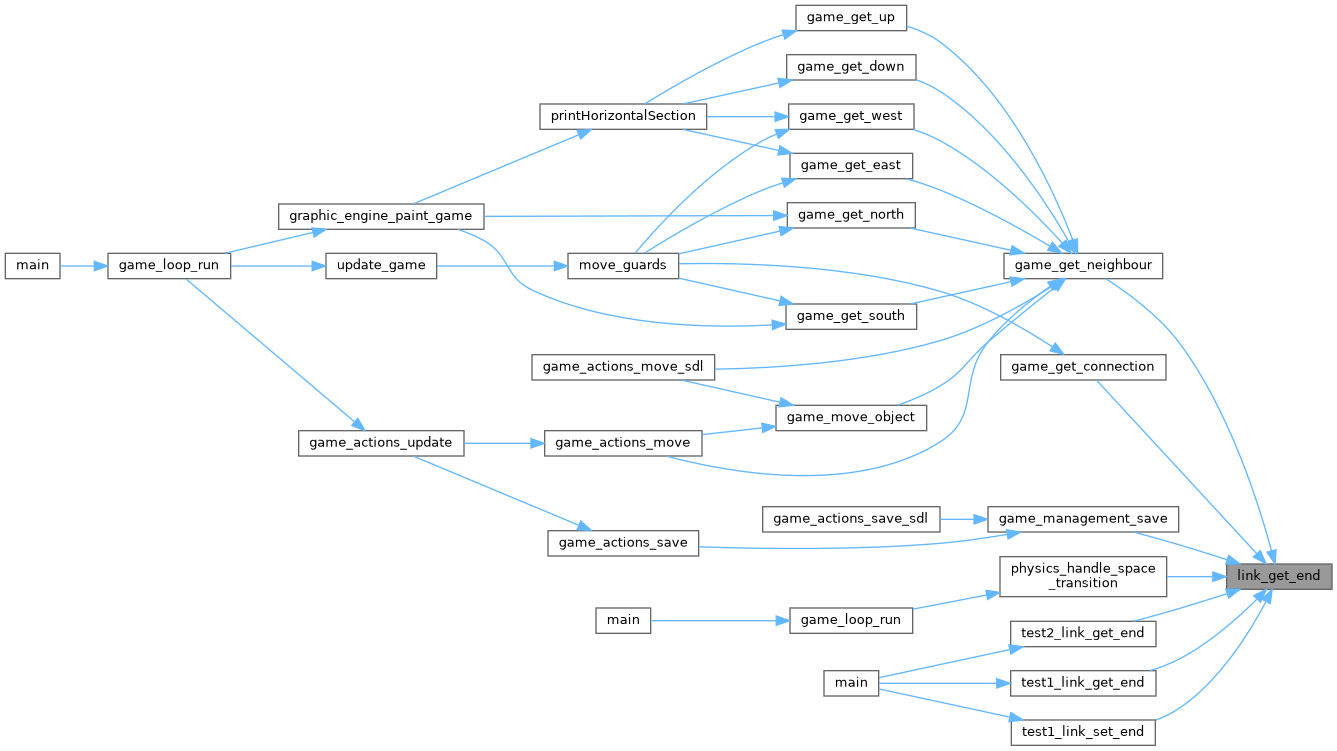 game_get_up
game_get_down
printHorizontalSection
game_get_west
game_get_east
graphic_engine_paint_game
game_get_north
main
game_loop_run
update_game
move_guards
game_get_neighbour
game_get_south
game_actions_move_sdl
game_get_connection
game_move_object
game_actions_update
game_actions_move
game_actions_save_sdl
game_management_save
game_actions_save
physics_handle_space
_transition
link_get_end
main
game_loop_run
test2_link_get_end
main
test1_link_get_end
test1_link_set_end